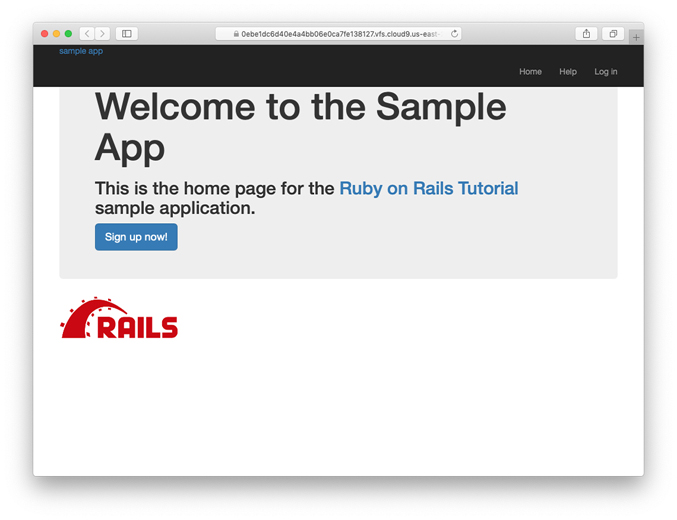 0ebe1dc6d40e4a4bb06e0ca7fe138127.vfs.cloud9.us-east-
sample app
Home Help Log in
Welcome to the Sample
App
This is the home page for the Ruby on Rails Tutorial
sample application.
Sign up now!
RAILS